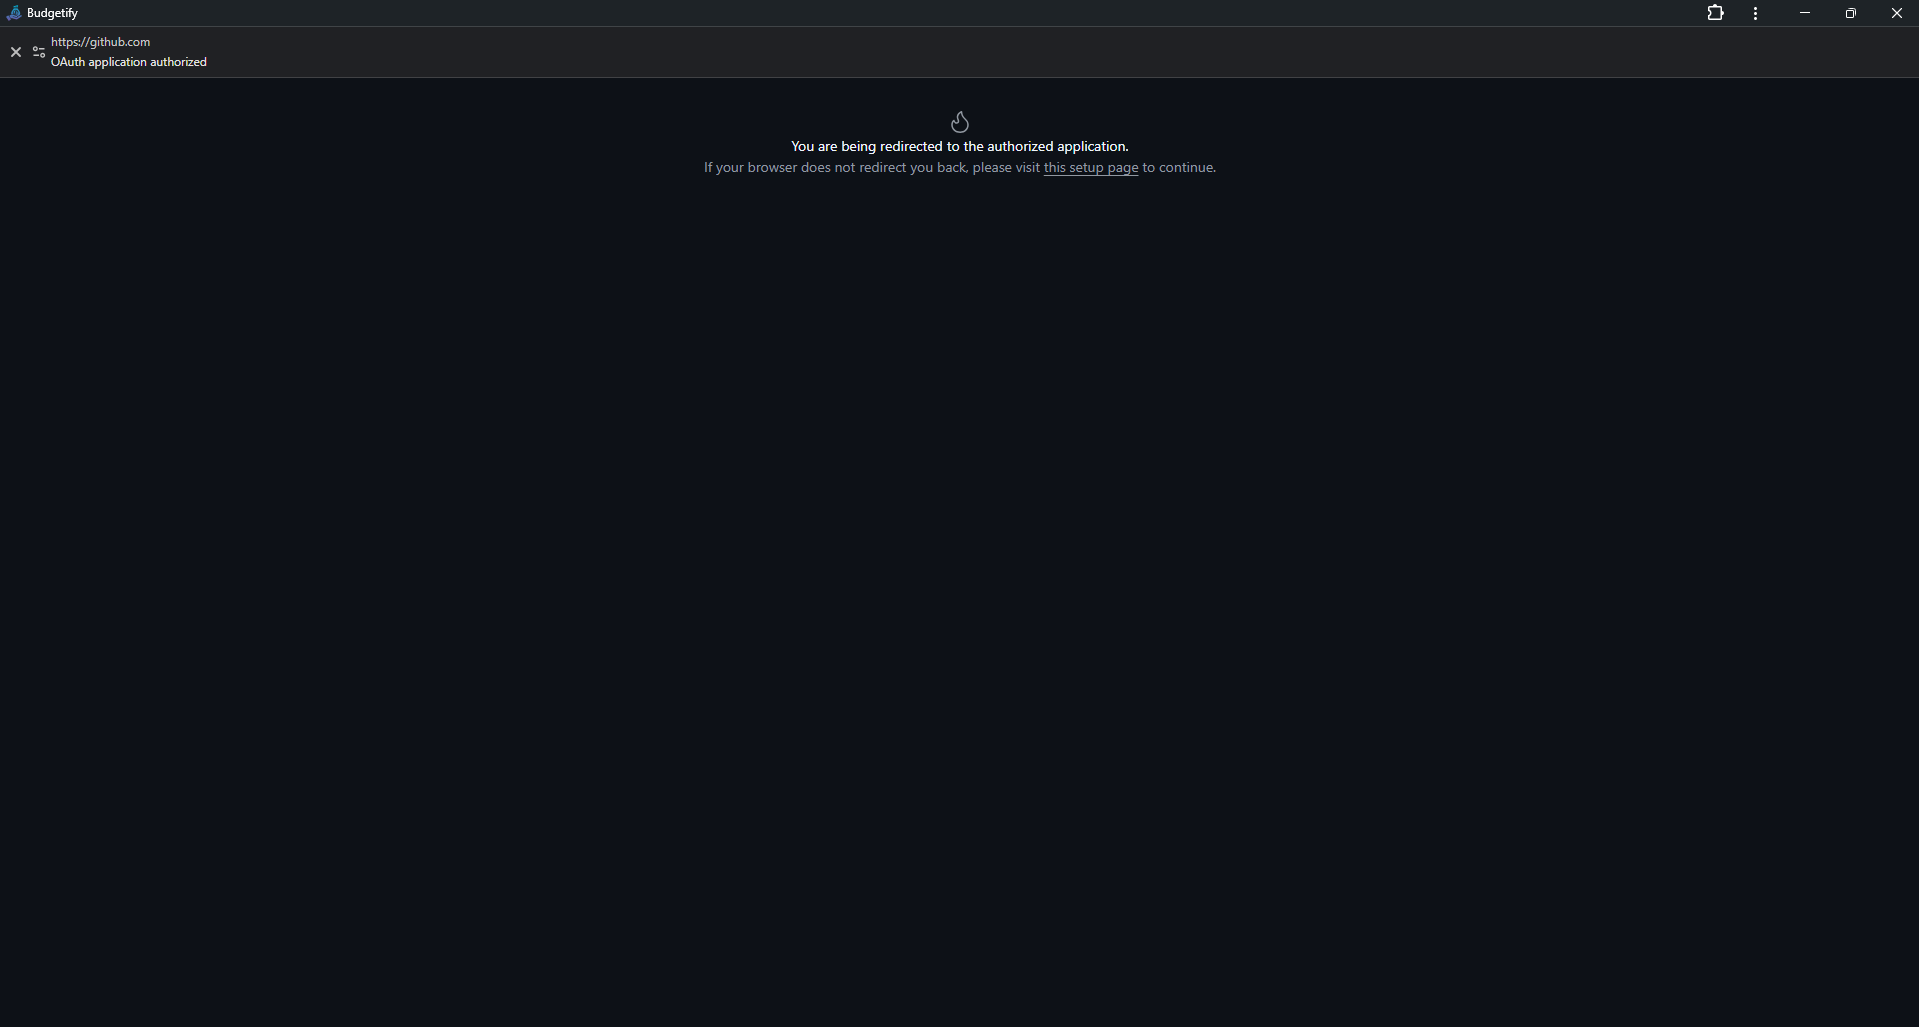 Budgetify
https://github.com
OAuth application authorized
You are being redirected to the authorized application.
If your browser does not redirect you back, please visit this setup page to continue.